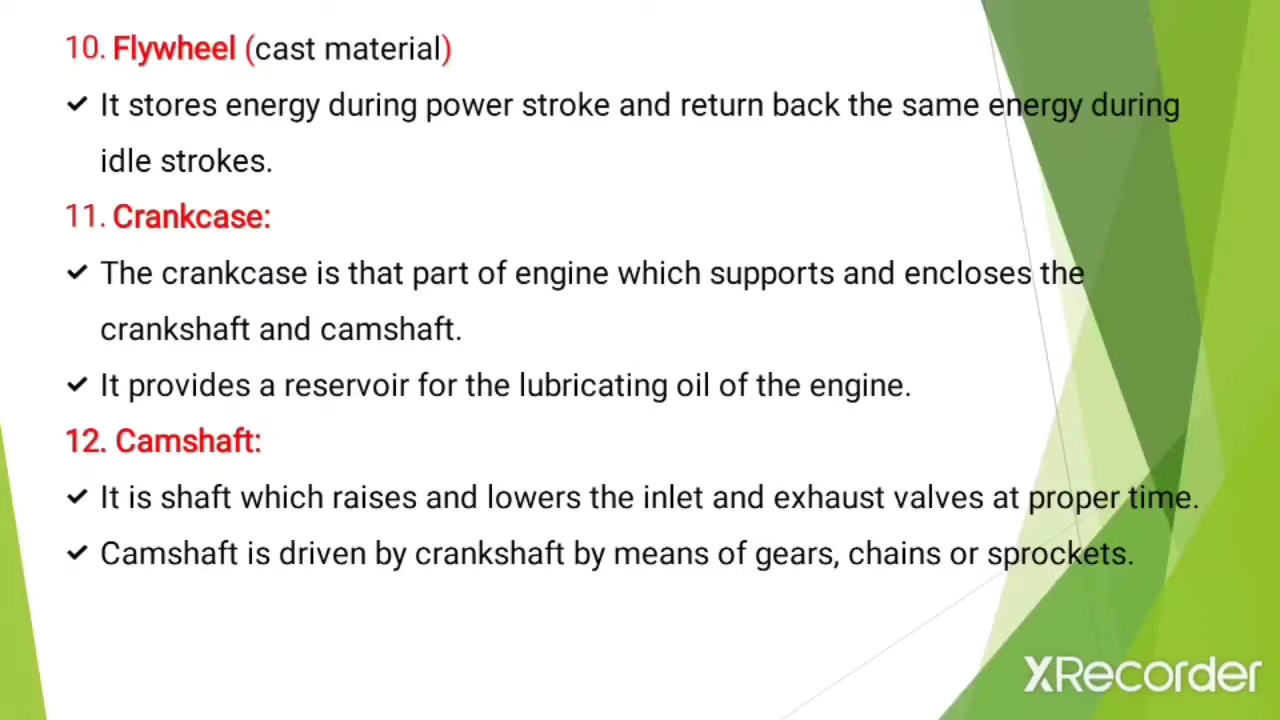 10. Flywheel (cast material)
✔ It stores energy during power stroke and return back the same energy during
idle strokes.
11. Crankcase:
✔ The crankcase is that part of engine which supports and encloses the
crankshaft and camshaft.
✔ It provides a reservoir for the lubricating oil of the engine.
12. Camshaft:
✔ It is shaft which raises and lowers the inlet and exhaust valves at proper time.
✔ Camshaft is driven by crankshaft by means of gears, chains or sprockets.
XRecorder